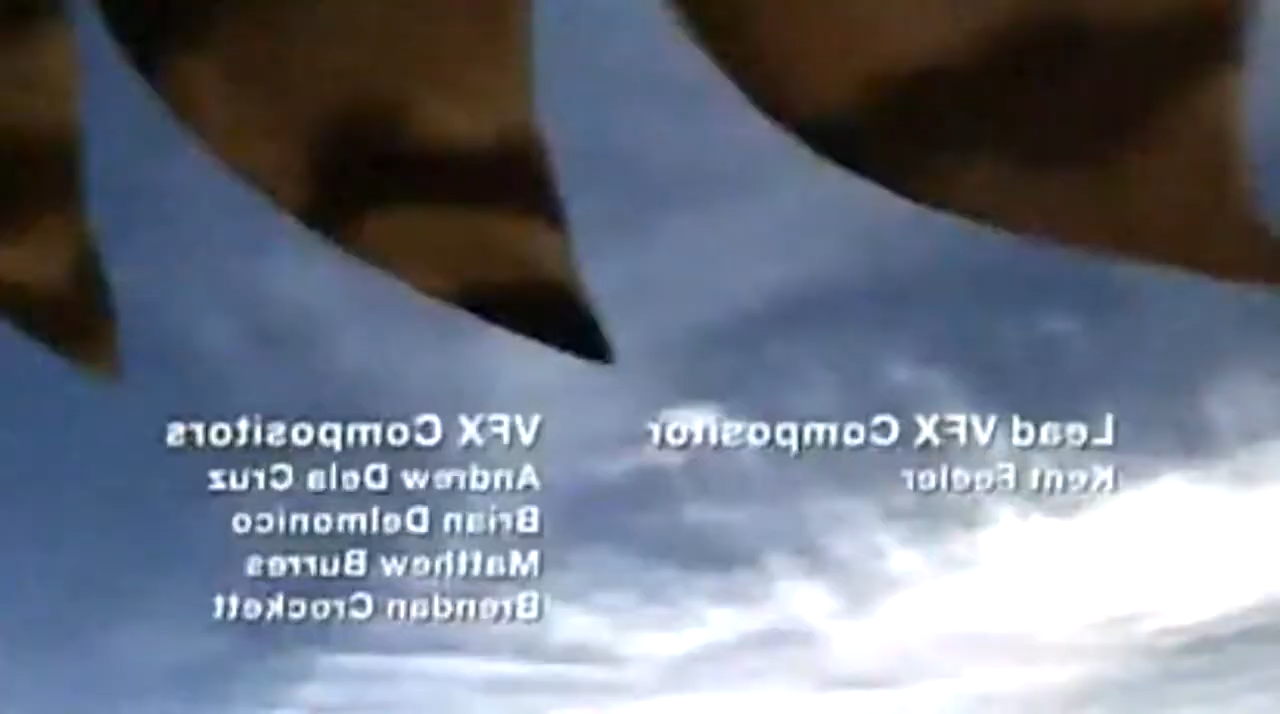 Lead VFX Compositor
Kent
VFX Compositors
Andrew Dela Cruz
Brian Delmonico
Matthew Burres
Brendan Crockett